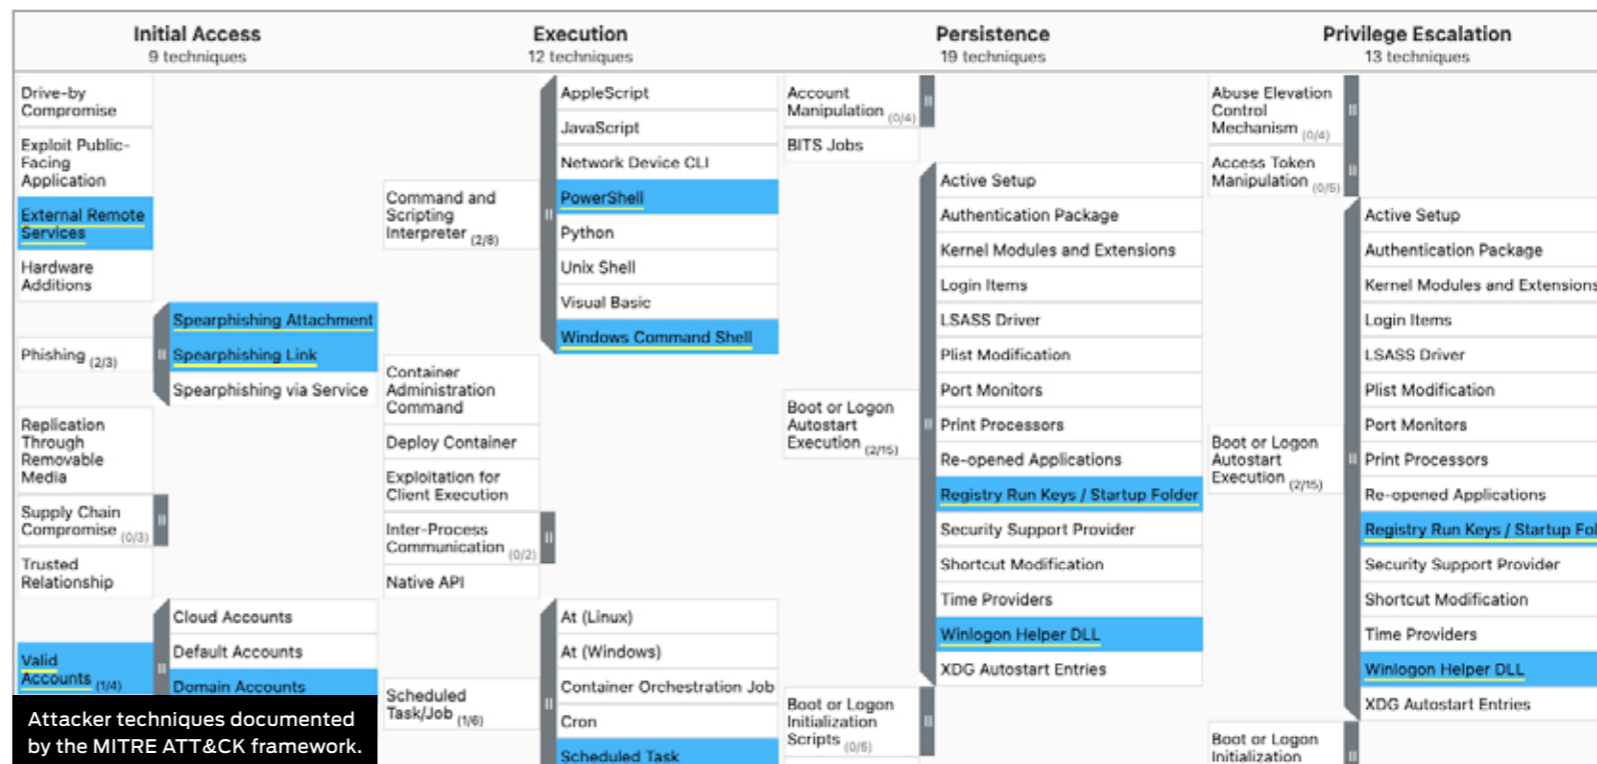 Initial Access
9 techniques
Drive-by
Compromise
Exploit Public-
Facing
Application
External Remote
Services
Hardware
Additions
Phishing (2/3)
Spearphishing Attachment
Spearphishing Link
Spearphishing via Service
Replication
Through
Removable
Media
Supply Chain
Compromise (0/3)
Trusted
Relationship
Valid
Accounts (1/4)
Cloud Accounts
Default Accounts
Domain Accounts
Execution
12 techniques
Command and
Scripting
Interpreter (2/8)
AppleScript
JavaScript
Network Device CLI
PowerShell
Python
Unix Shell
Visual Basic
Windows Command Shell
Container
Administration
Command
Deploy Container
Exploitation for
Client Execution
Inter-Process
Communication (0/2)
Native API
Scheduled
Task/Job (1/6)
At (Linux)
At (Windows)
Container Orchestration Job
Cron
Scheduled Task
Persistence
19 techniques
Account
Manipulation (0/4)
BITS Jobs
Boot or Logon
Autostart
Execution (2/15)
Active Setup
Authentication Package
Kernel Modules and Extensions
Login Items
LSASS Driver
Plist Modification
Port Monitors
Print Processors
Re-opened Applications
Registry Run Keys / Startup Folder
Security Support Provider
Shortcut Modification
Time Providers
Winlogon Helper DLL
XDG Autostart Entries
Boot or Logon
Initialization
Scripts (0/5)
Privilege Escalation
13 techniques
Abuse Elevation
Control
Mechanism (0/4)
Access Token
Manipulation (0/5)
Boot or Logon
Autostart
Execution (2/15)
Active Setup
Authentication Package
Kernel Modules and Extensions
Login Items
LSASS Driver
Plist Modification
Port Monitors
Print Processors
Re-opened Applications
Registry Run Keys / Startup Fol
Security Support Provider
Shortcut Modification
Time Providers
Winlogon Helper DLL
XDG Autostart Entries
Boot or Logon
Initialization
Attacker techniques documented
by the MITRE ATT&CK framework.